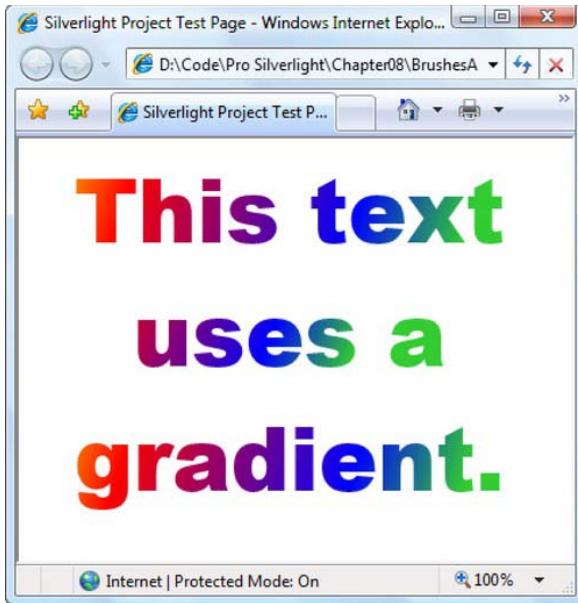 Silverlight Project Test Page - Windows Internet Explo...
D:\Code\Pro Silverlight\Chapter08\BrushesA
Silverlight Project Test P...
This text
uses a
gradient.
Internet | Protected Mode: On
100%